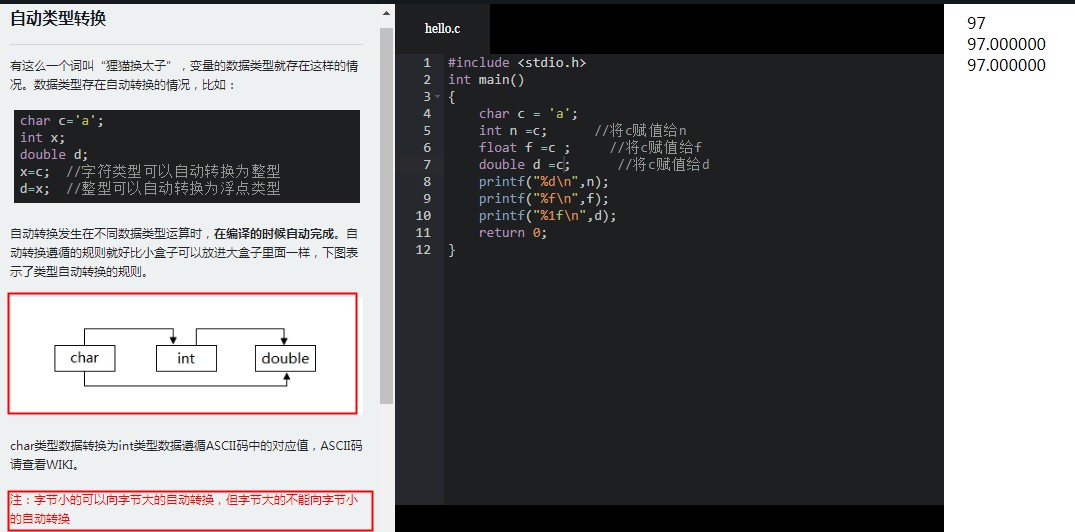 自动类型转换
有这么一个词叫“狸猫换太子”，变量的数据类型就存在这样的情
况。数据类型存在自动转换的情况，比如：
char c='a';
int x;
double d;
x=c;  //字符类型可以自动转换为整型
d=x;  //整型可以自动转换为浮点类型
自动转换发生在不同数据类型运算时，在编译的时候自动完成。自
动转换遵循的规则就好比小盒子可以放进大盒子里面一样，下图表
示了类型自动转换的规则。
char int double
char类型数据转换为int类型数据遵循ASCII码中的对应值，ASCII码
请查看WIKI。
注：字节小的可以向字节大的自动转换，但字节大的不能向字节小
的自动转换
hello.c
1 #include <stdio.h>
2 int main()
3 {
4     char c = 'a';
5     int n =c;      //将c赋值给n
6     float f =c ;     //将c赋值给f
7     double d =c;      //将c赋值给d
8     printf("%d\n",n);
9     printf("%f\n",f);
10     printf("%1f\n",d);
11     return 0;
12 }
97
97.000000
97.000000